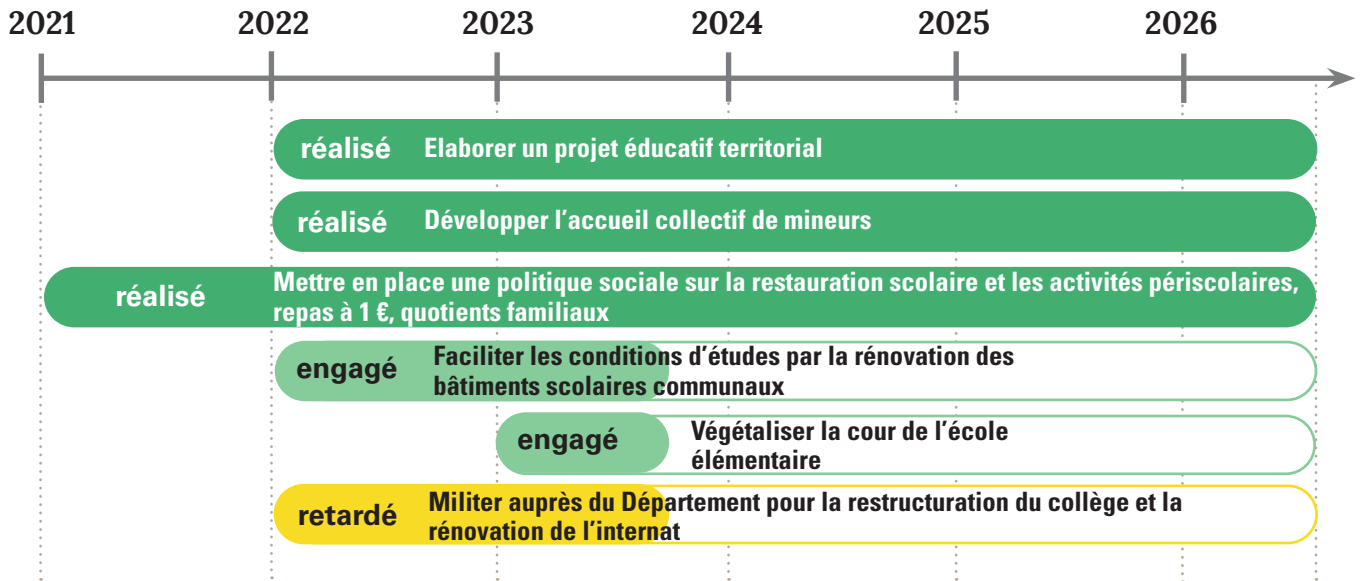 2021 2022 2023 2024 2025 2026
réalisé Elaborer un projet éducatif territorial
réalisé Développer l'accueil collectif de mineurs
réalisé Mettre en place une politique sociale sur la restauration scolaire et les activités périscolaires,
repas à 1 €, quotients familiaux
engagé Faciliter les conditions d'études par la rénovation des
bâtiments scolaires communaux
engagé Végétaliser la cour de l'école
élémentaire
retardé Militer auprès du Département pour la restructuration du collège et la
rénovation de l'internat